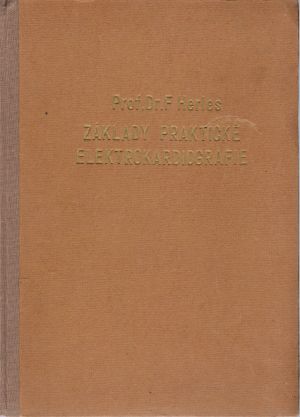 Prof. Dr. F. Herles
ZÁKLADY PRAKTICKÉ
ELEKTROKARDIOGRAFIE